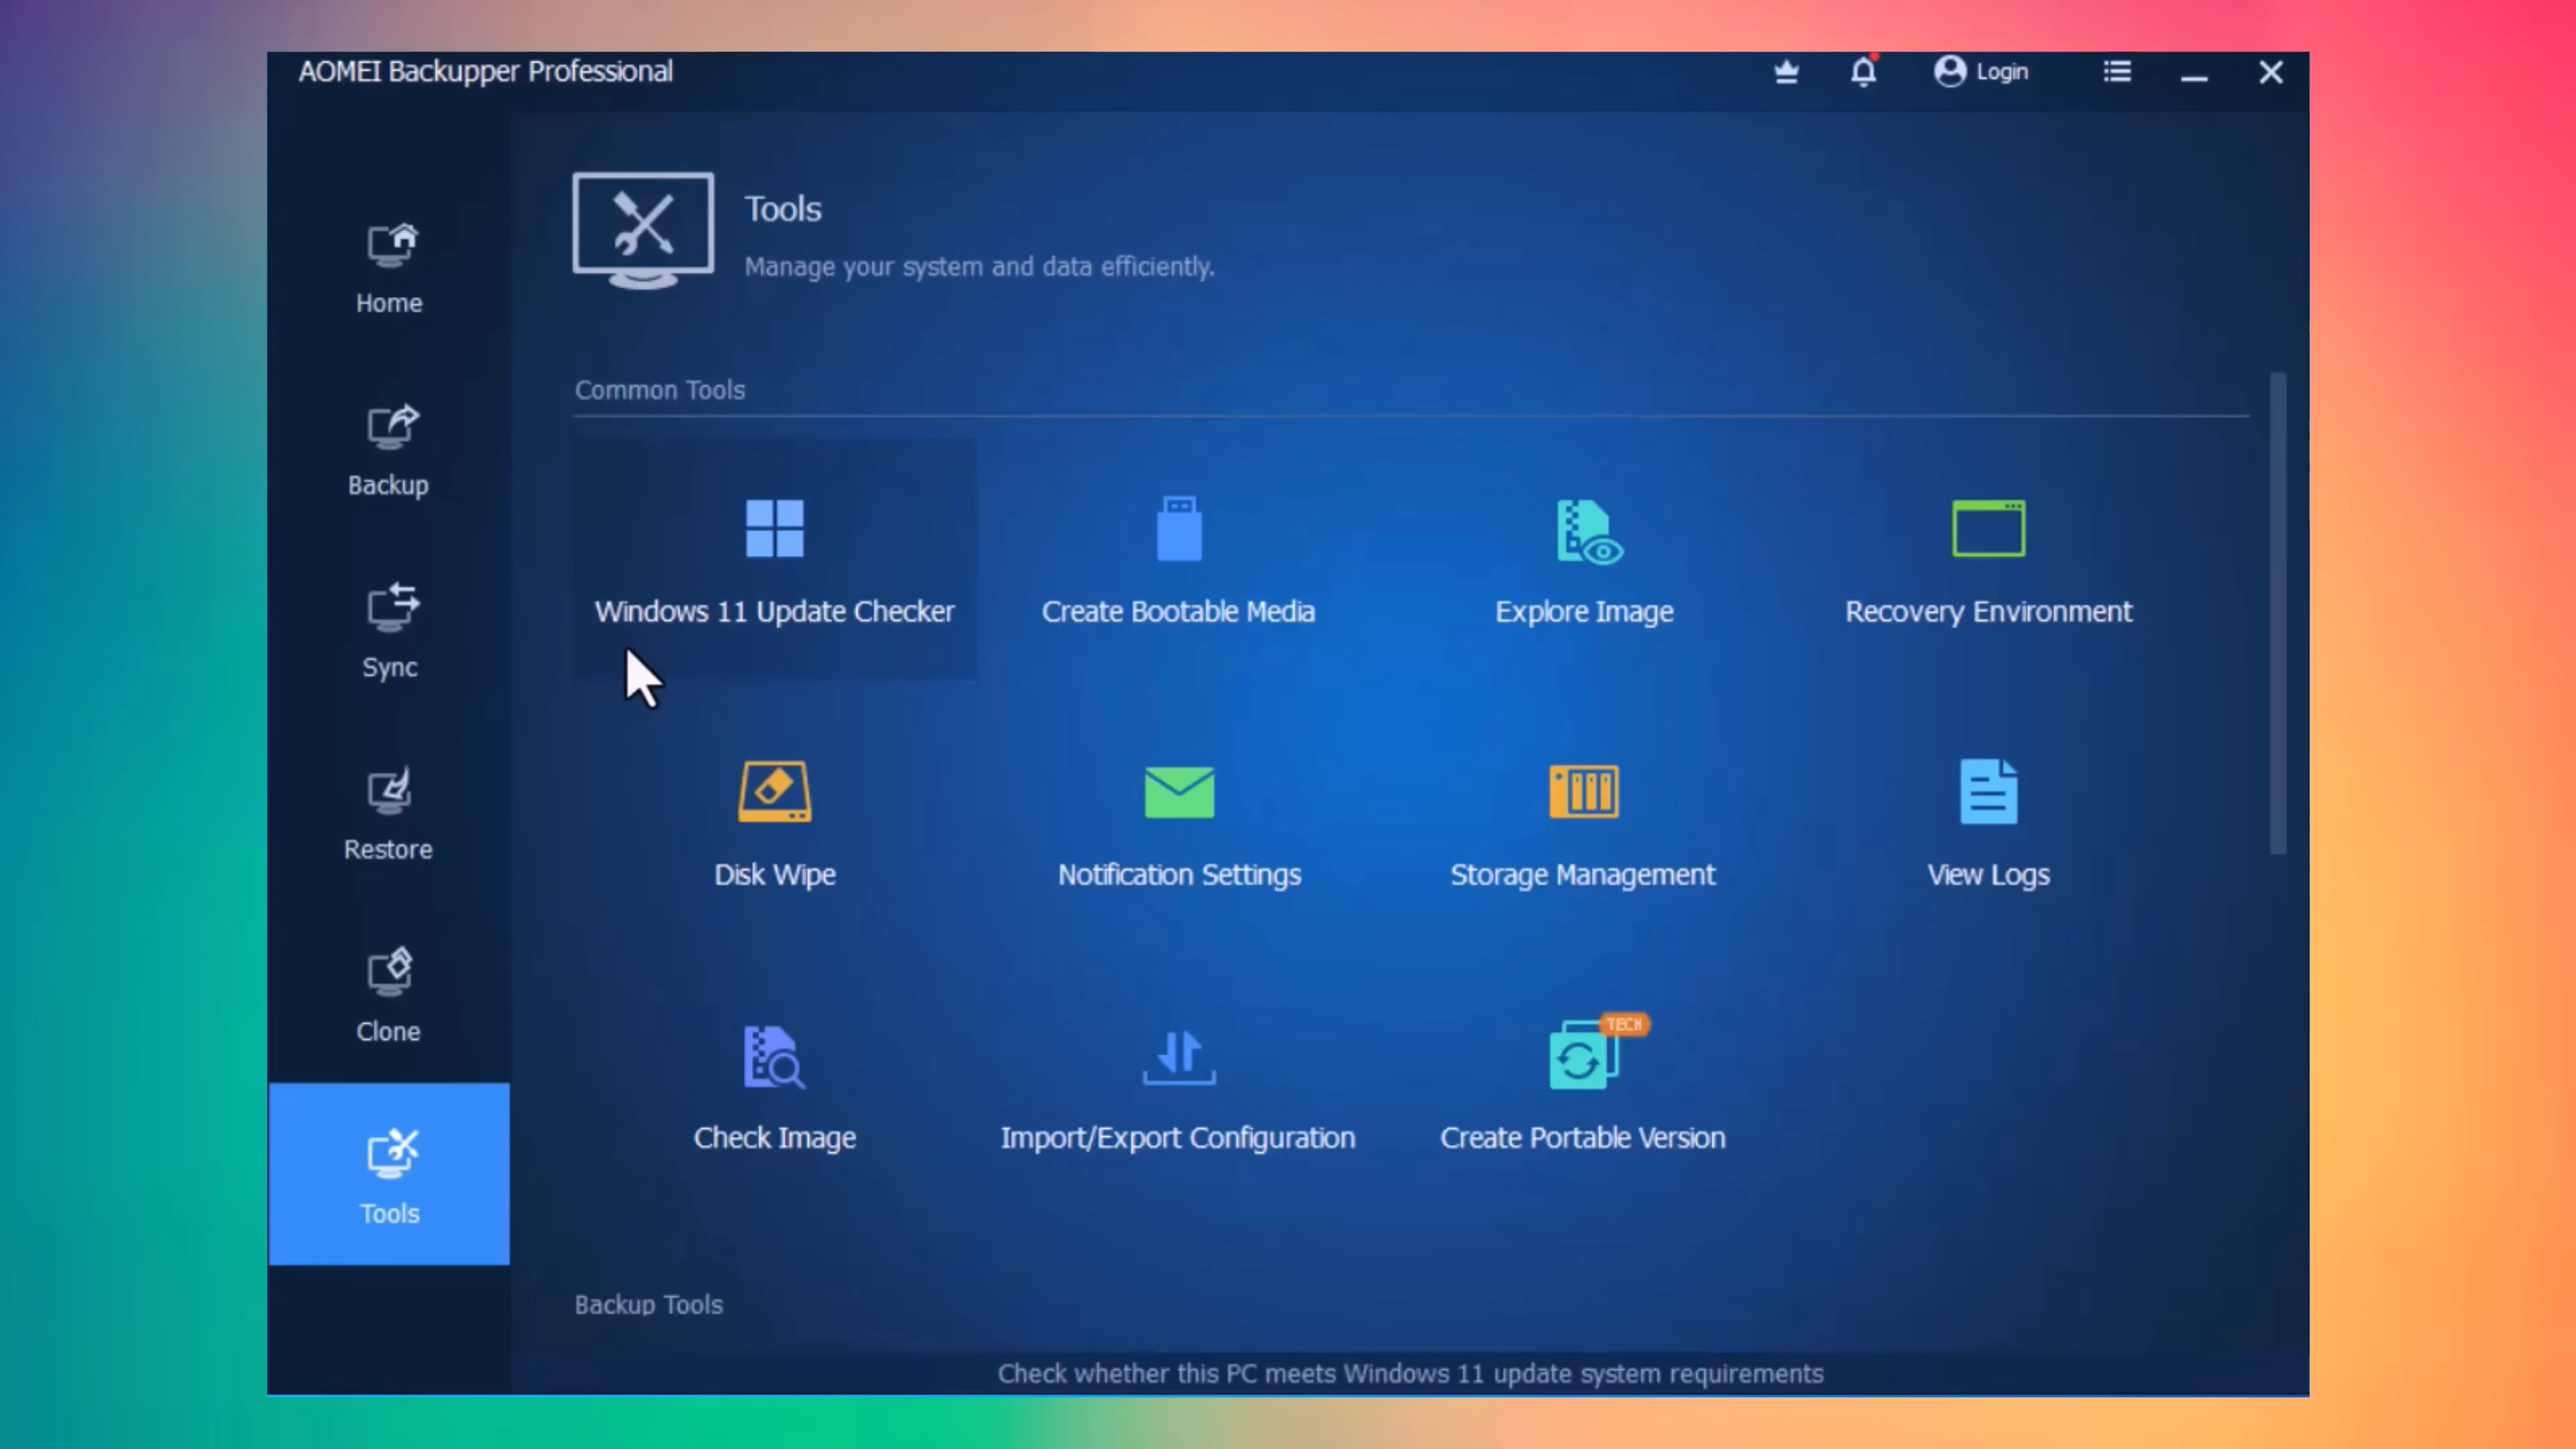 AOMEI Backupper Professional
Login
Tools
Manage your system and data efficiently.
Home
Backup
Sync
Restore
Clone
Tools
Common Tools
Windows 11 Update Checker
Create Bootable Media
Explore Image
Recovery Environment
Disk Wipe
Notification Settings
Storage Management
View Logs
TECH
Check Image
Import/Export Configuration
Create Portable Version
Backup Tools
Check whether this PC meets Windows 11 update system requirements